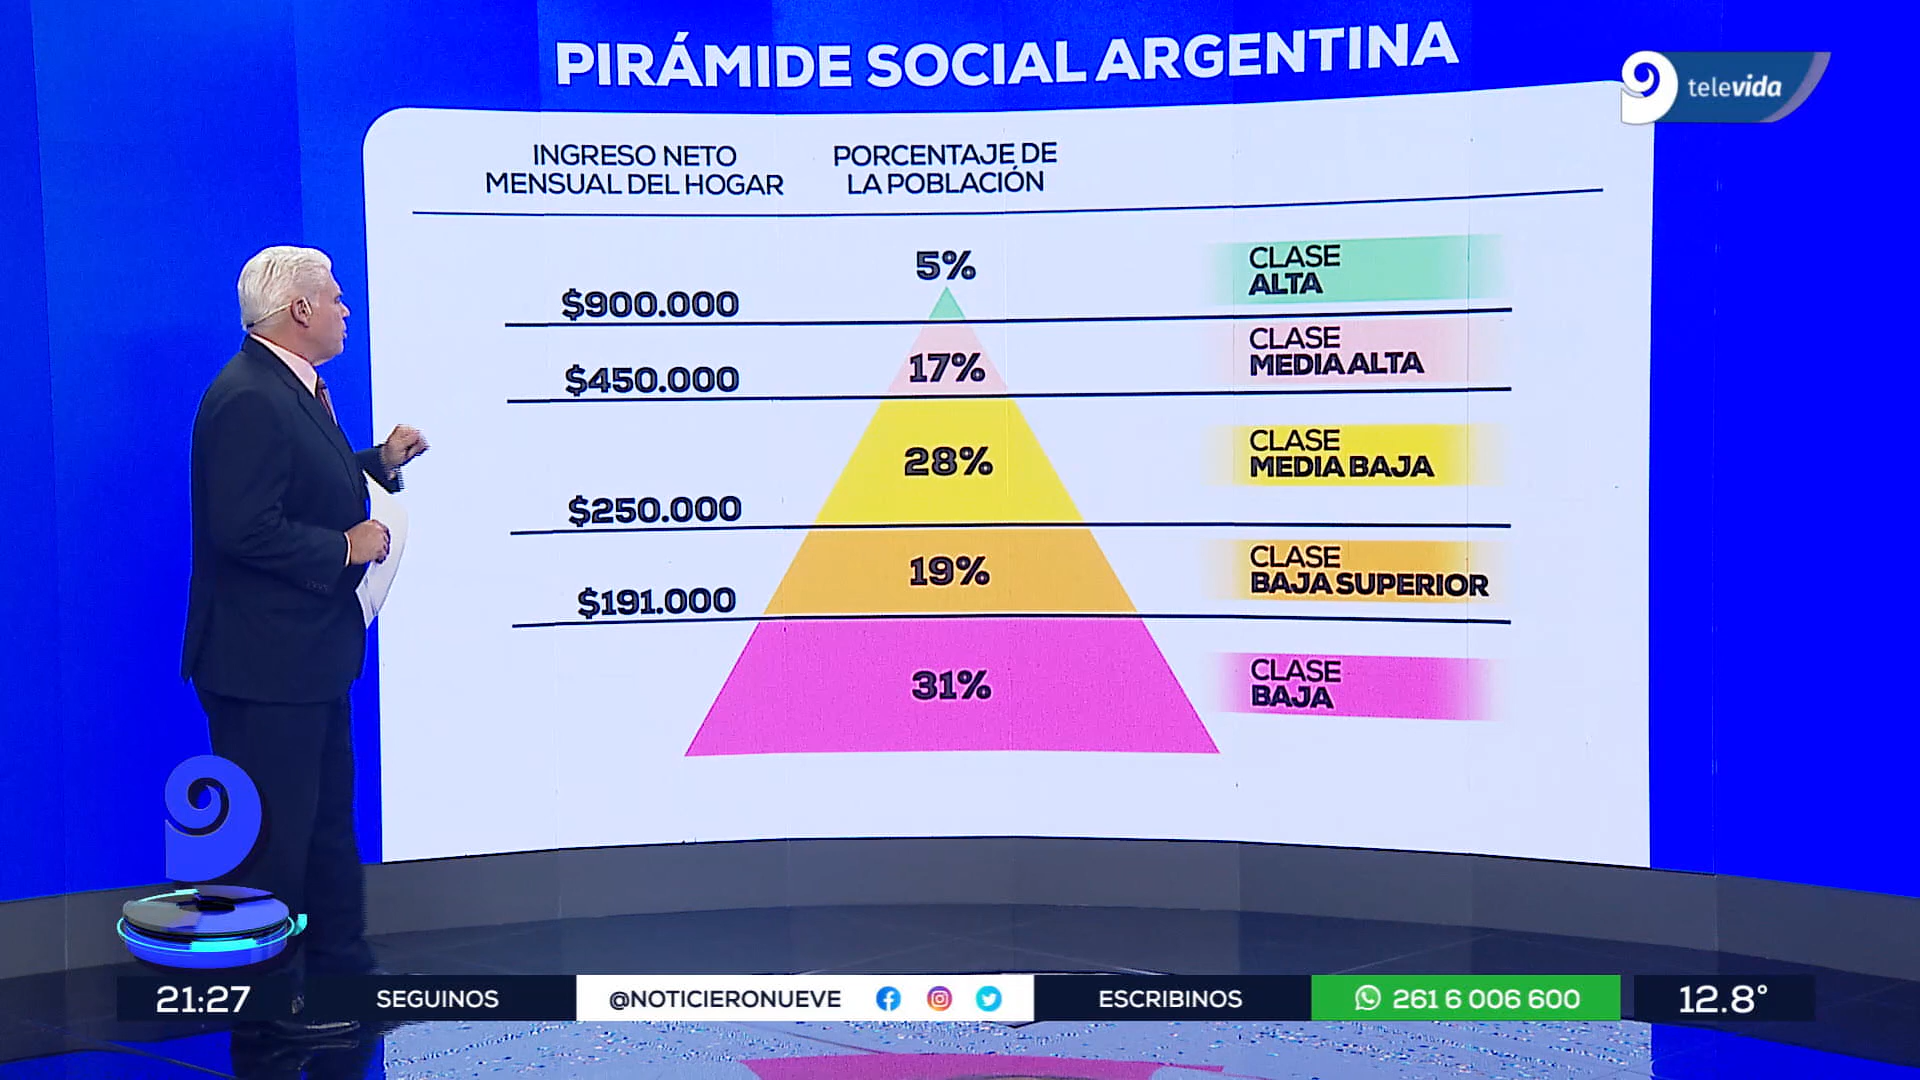 PIRÁMIDE SOCIAL ARGENTINA
9 televida
INGRESO NETO
MENSUAL DEL HOGAR
PORCENTAJE DE
LA POBLACIÓN
5%
CLASE
ALTA
$900.000
17%
CLASE
MEDIA ALTA
$450.000
28%
CLASE
MEDIA BAJA
$250.000
19%
CLASE
BAJA SUPERIOR
$191.000
31%
CLASE
BAJA
9
21:27
SEGUINOS
@NOTICIERONUEVE
ESCRIBINOS
261 6 006 600
12.8°